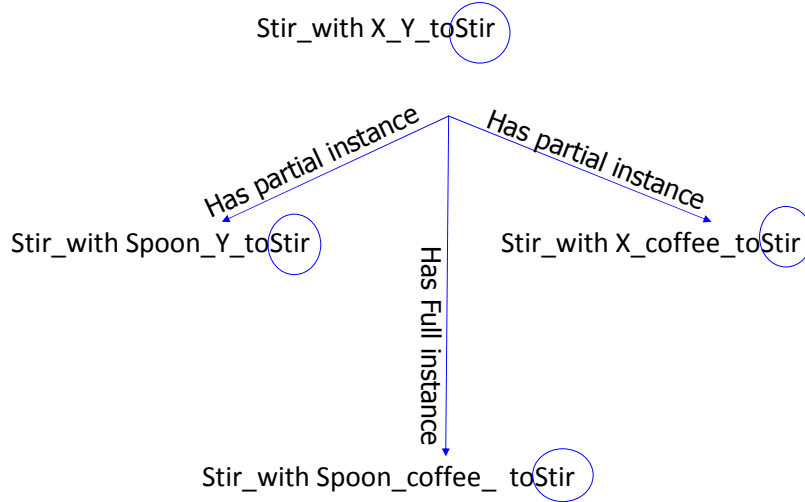 Stir_with X_Y_toStir
Has partial instance
Has partial instance
Stir_with Spoon_Y_toStir
Stir_with X_coffee_toStir
Has Full instance
Stir_with Spoon_coffee_ toStir